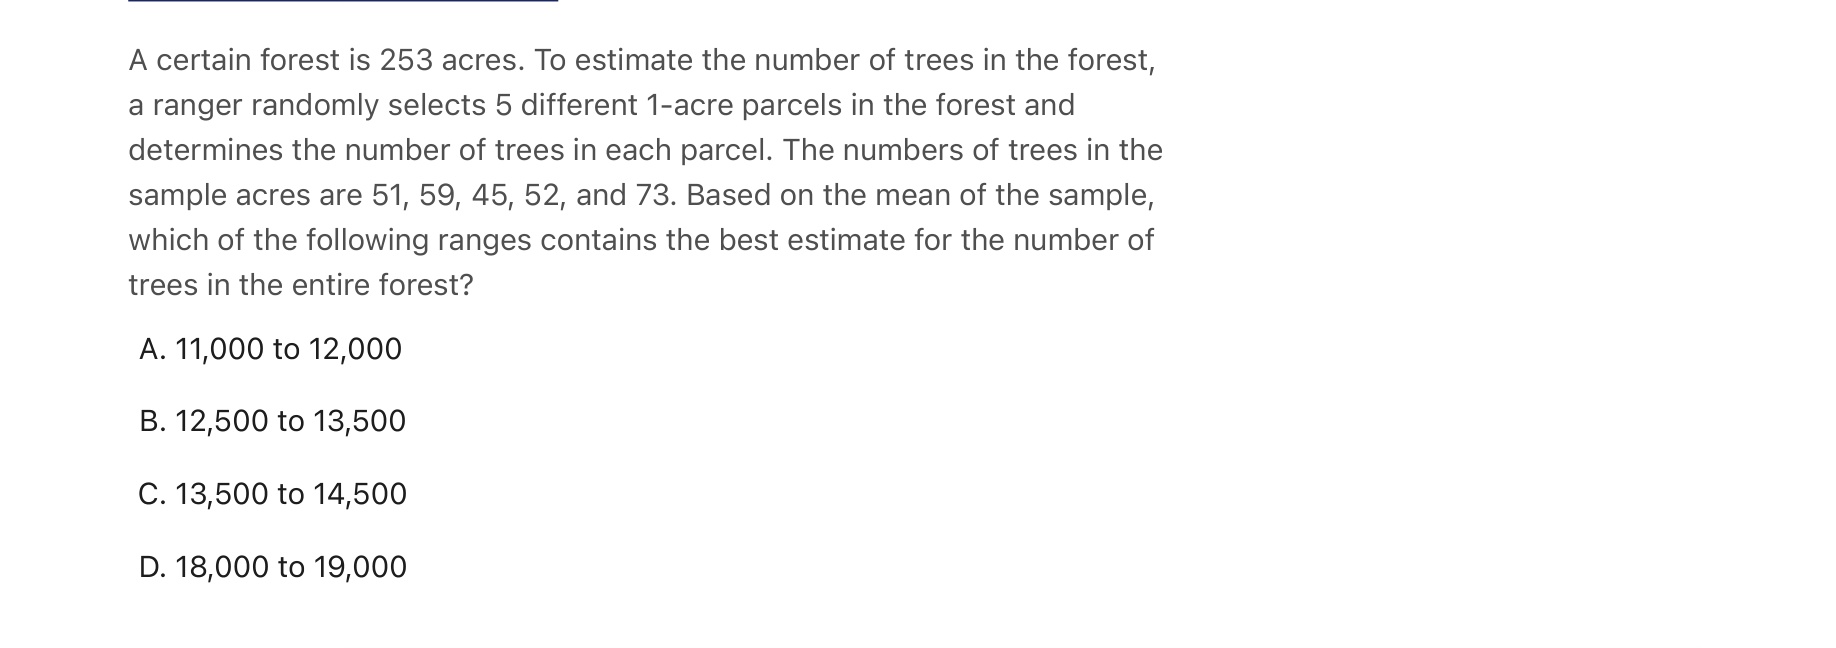 A certain forest is 253 acres. To estimate the number of trees in the forest,
a ranger randomly selects 5 different 1-acre parcels in the forest and
determines the number of trees in each parcel. The numbers of trees in the
sample acres are 51, 59, 45, 52, and 73. Based on the mean of the sample,
which of the following ranges contains the best estimate for the number of
trees in the entire forest?
A. 11,000 to 12,000
B. 12,500 to 13,500
C. 13,500 to 14,500
D. 18,000 to 19,000